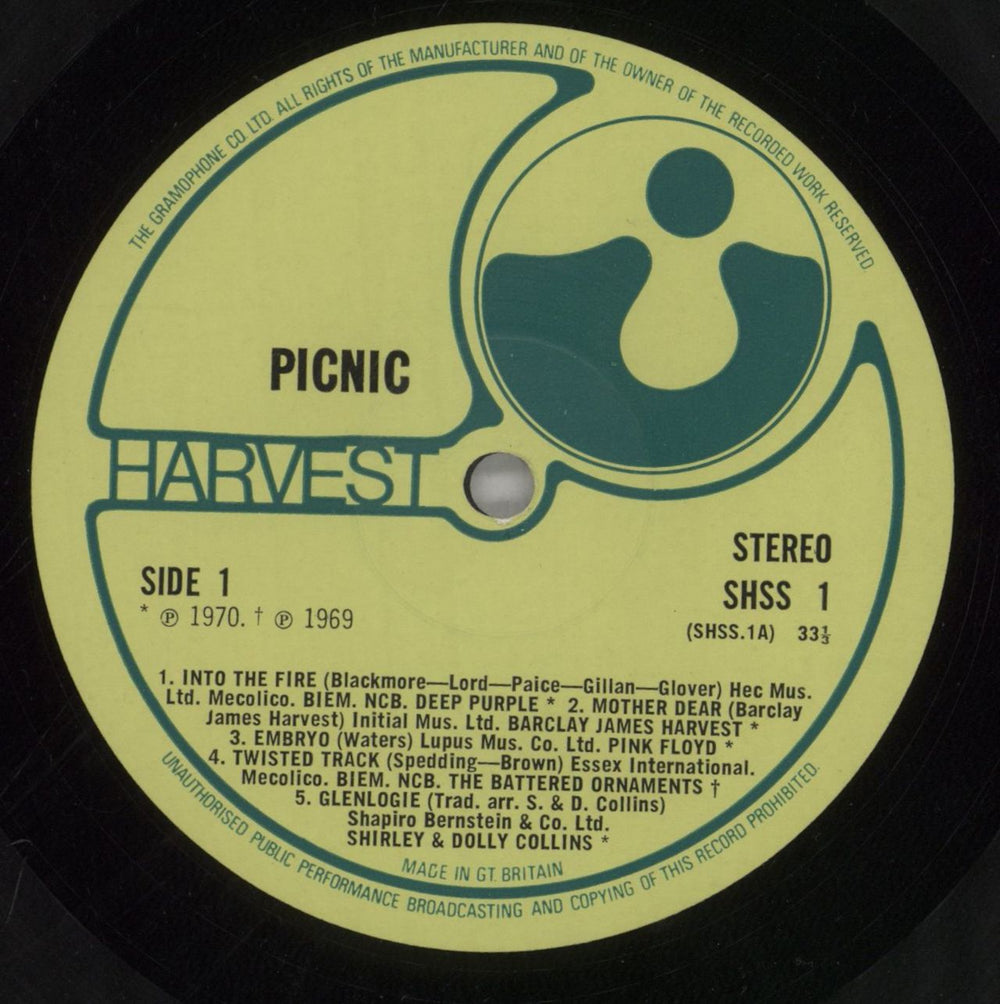 THE GRAMOPHONE CO. LTD. ALL RIGHTS OF THE MANUFACTURER AND OF THE OWNER OF THE RECORDED WORK RESERVED.
PICNIC
HARVEST
STEREO
SIDE 1
SHSS 1
* ℗ 1970. † ℗ 1969
(SHSS.1A) 33⅓
1. INTO THE FIRE (Blackmore—Lord—Paice—Gillan—Glover) Hec Mus.
Ltd. Mecolico. BIEM. NCB. DEEP PURPLE * 2. MOTHER DEAR (Barclay
James Harvest) Initial Mus. Ltd. BARCLAY JAMES HARVEST *
3. EMBRYO (Waters) Lupus Mus. Co. Ltd. PINK FLOYD *
4. TWISTED TRACK (Spedding—Brown) Essex International.
Mecolico. BIEM. NCB. THE BATTERED ORNAMENTS †
5. GLENLOGIE (Trad. arr. S. & D. Collins)
Shapiro Bernstein & Co. Ltd.
SHIRLEY & DOLLY COLLINS *
MADE IN GT. BRITAIN
UNAUTHORISED PUBLIC PERFORMANCE BROADCASTING AND COPYING OF THIS RECORD PROHIBITED.